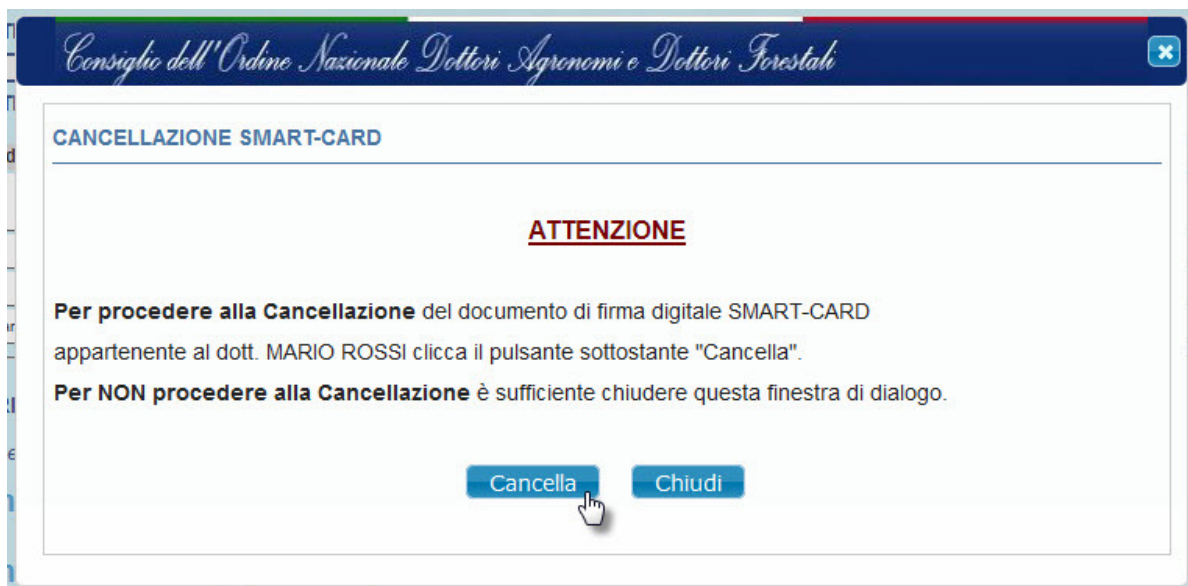 Consiglio dell'Ordine Nazionale Dottori Agronomi e Dottori Forestali
CANCELLAZIONE SMART-CARD
ATTENZIONE
Per procedere alla Cancellazione del documento di firma digitale SMART-CARD
appartenente al dott. MARIO ROSSI clicca il pulsante sottostante "Cancella".
Per NON procedere alla Cancellazione è sufficiente chiudere questa finestra di dialogo.
Cancella Chiudi